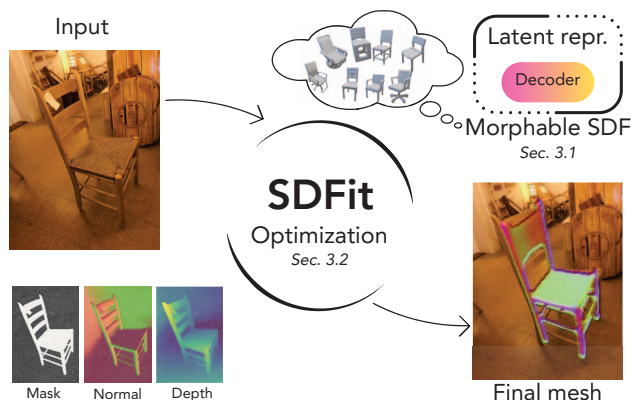 Input
Latent repr.
Decoder
Morphable SDF
Sec. 3.1
SDFit
Optimization
Sec. 3.2
Mask
Normal
Depth
Final mesh